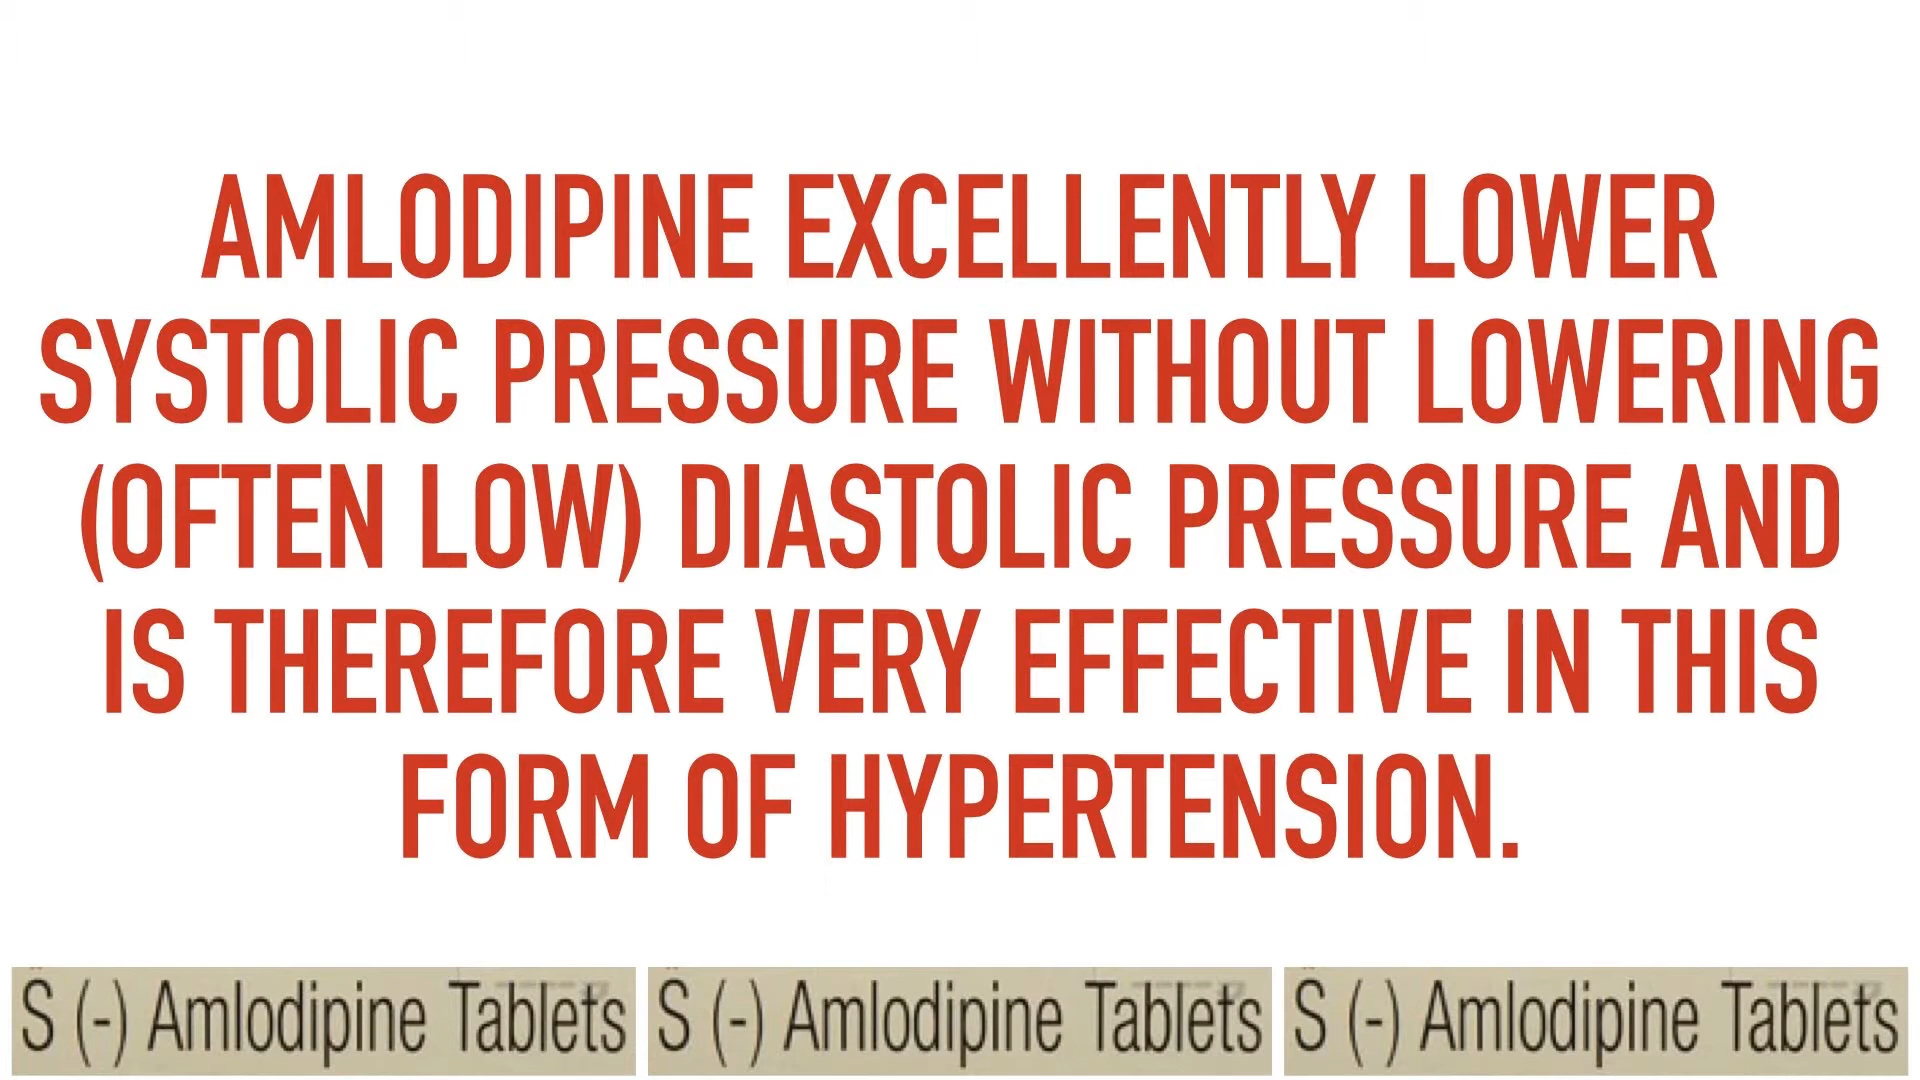 AMLODIPINE EXCELLENTLY LOWER
SYSTOLIC PRESSURE WITHOUT LOWERING
(OFTEN LOW) DIASTOLIC PRESSURE AND
IS THEREFORE VERY EFFECTIVE IN THIS
FORM OF HYPERTENSION.
S (-) Amlodipine Tablets S (-) Amlodipine Tablets S (-) Amlodipine Tablets